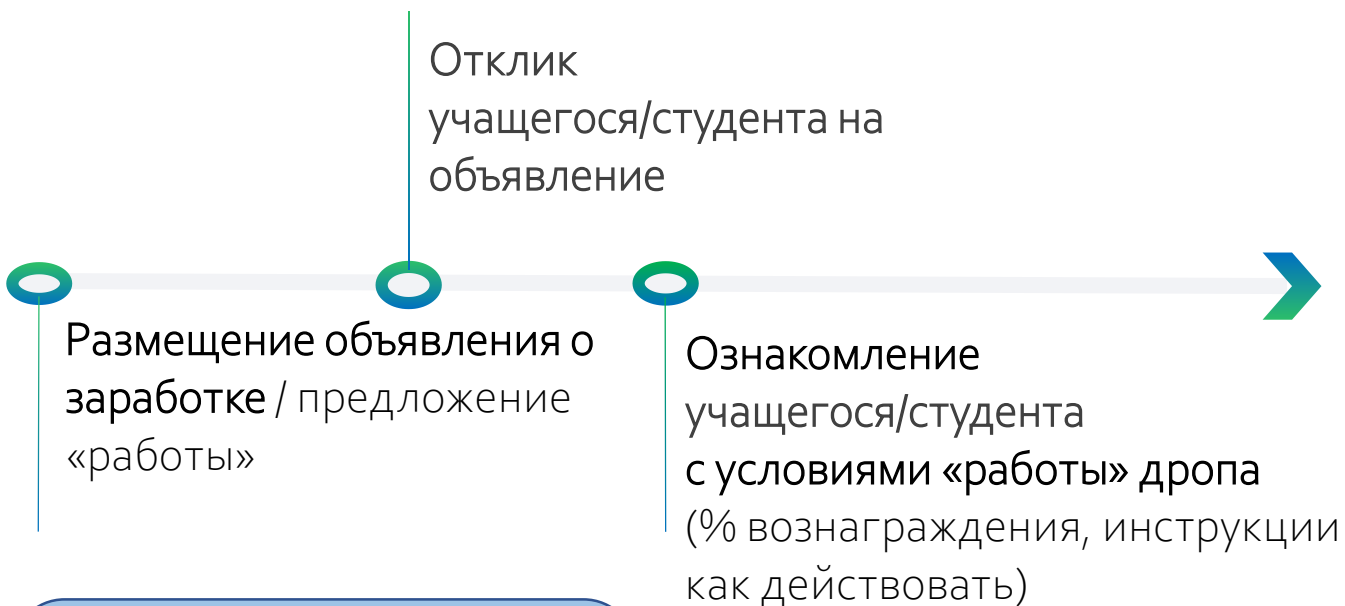 Отклик
учащегося/студента на
объявление
Размещение объявления о
заработке / предложение
«работы»
Ознакомление
учащегося/студента
с условиями «работы» дропа
(% вознаграждения, инструкции
как действовать)